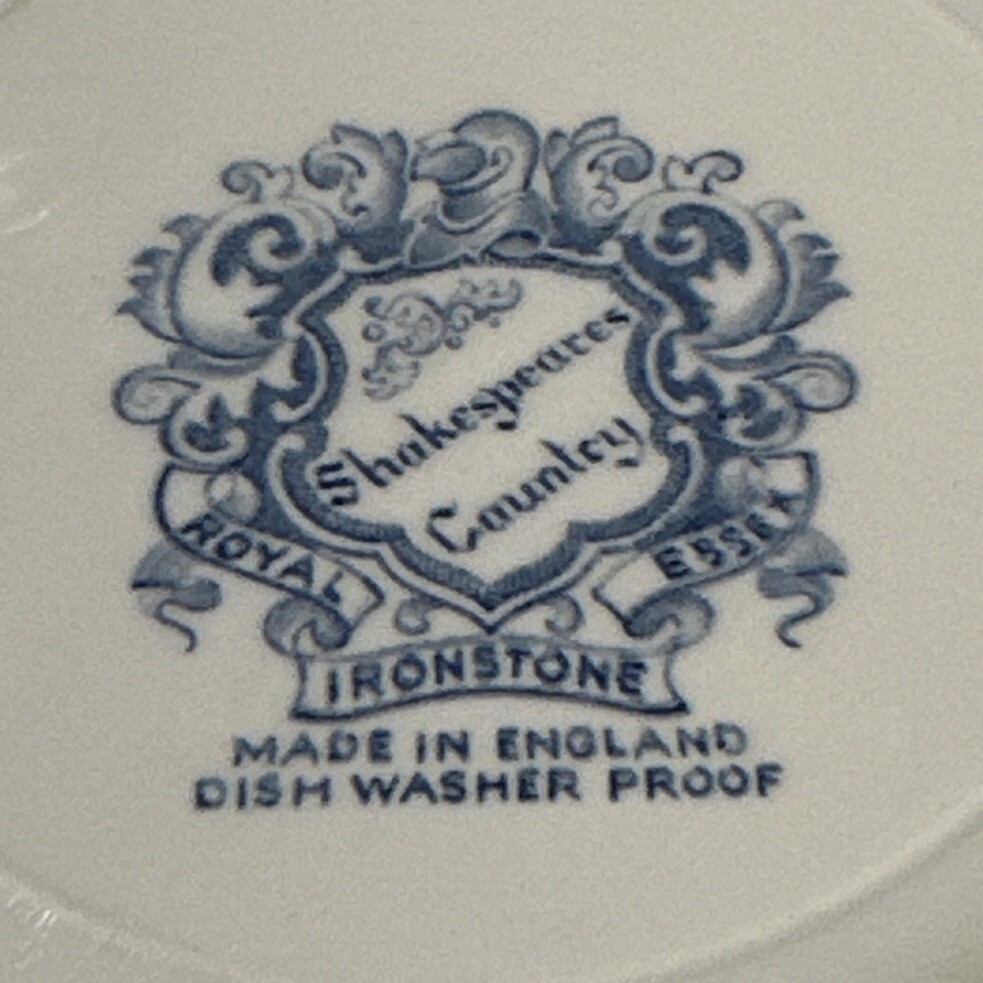 Shakespeares
Country
ROYAL ESSEX
IRONSTONE
MADE IN ENGLAND
DISH WASHER PROOF